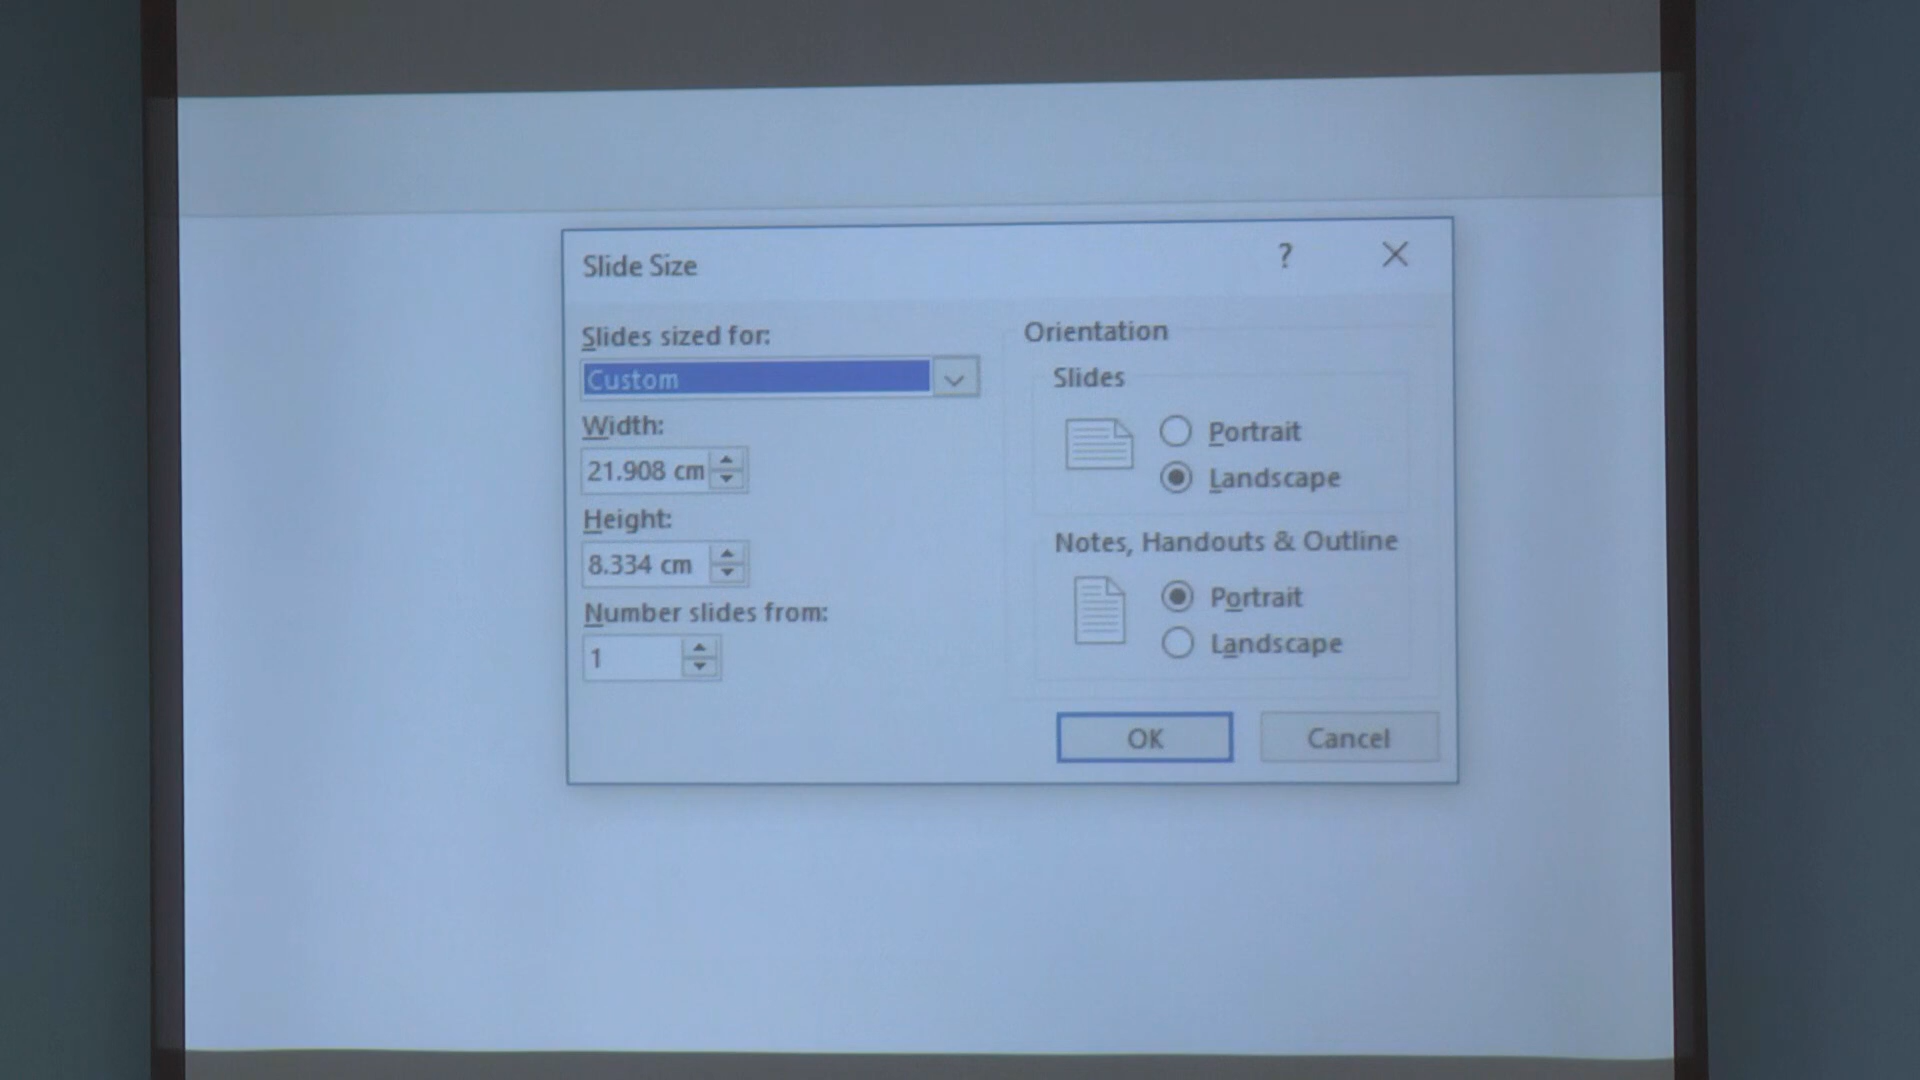 Slide Size ?
Slides sized for:
Custom
Width:
21.908 cm
Height:
8.334 cm
Number slides from:
1
Orientation
Slides
Portrait
Landscape
Notes, Handouts & Outline
Portrait
Landscape
OK Cancel